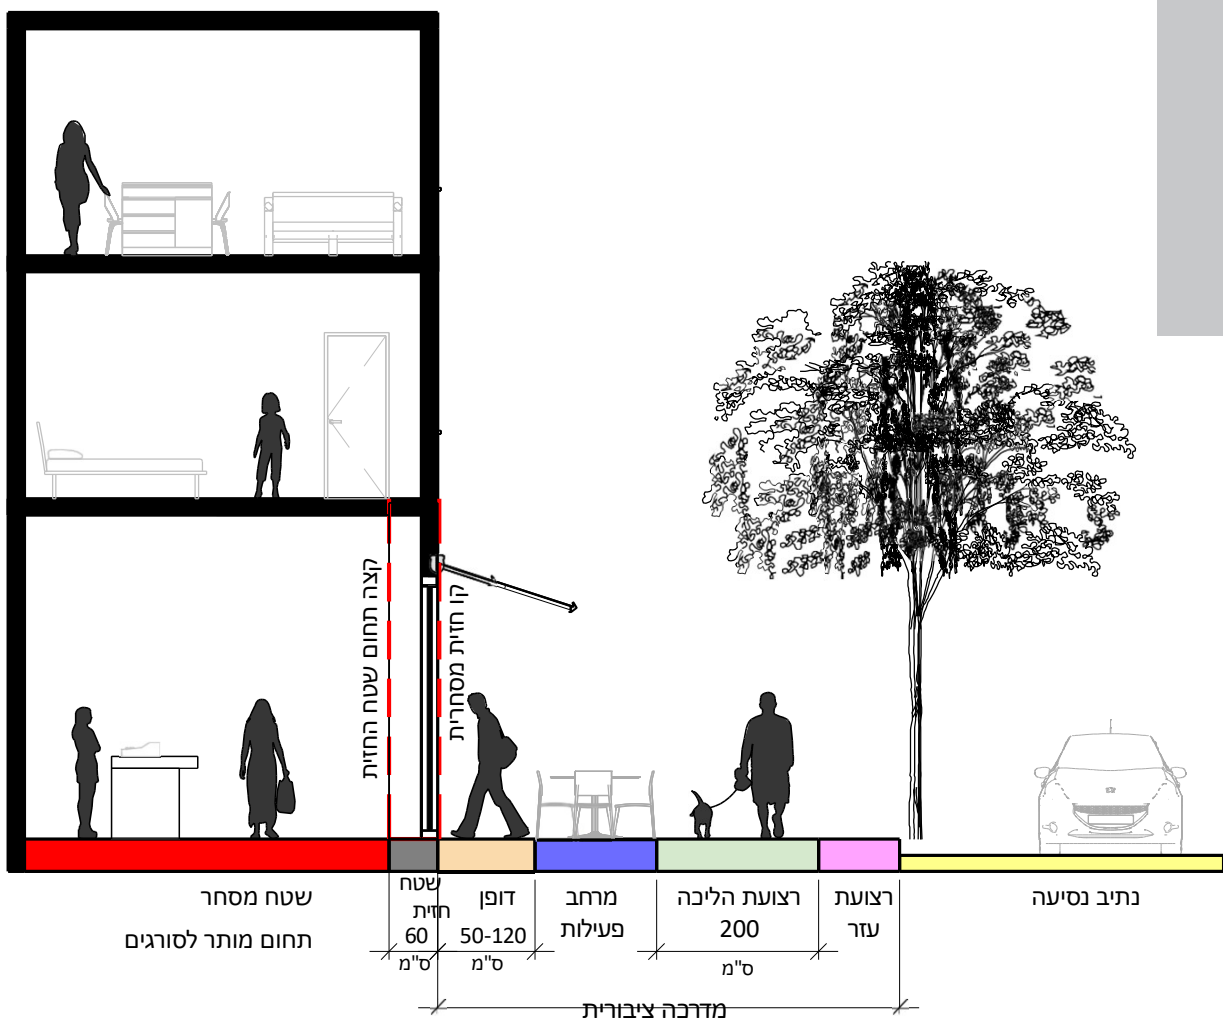 קצה תחום שטח החזית
קו חזית מסחרית
נתיב נסיעה
רצועת
עזר
רצועת הליכה
200
ס"מ
מרחב
פעילות
דופן
50-120
ס"מ
שטח
חזית
60
ס"מ
שטח מסחר
תחום מותר לסורגים
מדרכה ציבורית